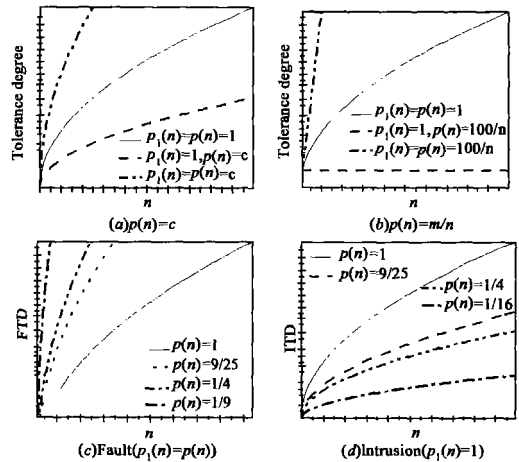 Tolerance degree
p₁(n)=p(n)=1
p₁(n)=1,p(n)=c
p₁(n)=p(n)=c
n
(a)p(n)=c
Tolerance degree
p₁(n)=p(n)=1
p₁(n)=1,p(n)=100/n
p₁(n)=p(n)=100/n
n
(b)p(n)=m/n
FTD
p(n)=1
p(n)=9/25
p(n)=1/4
p(n)=1/9
n
(c)Fault(p₁(n)=p(n))
ITD
p(n)=1
p(n)=9/25
p(n)=1/4
p(n)=1/16
n
(d)Intrusion(p₁(n)=1)